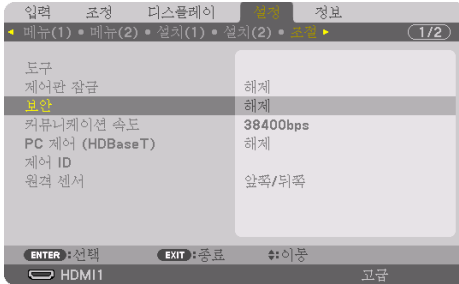 입력 조정 디스플레이 설정 정보
메뉴(1) • 메뉴(2) • 설치(1) • 설치(2) • 조절 1/2
도구
제어판 잠금 해제
보안 해제
커뮤니케이션 속도 38400bps
PC 제어 (HDBaseT) 해제
제어 ID
원격 센서 앞쪽/뒤쪽
ENTER :선택 EXIT :종료 :이동
HDMI1 고급